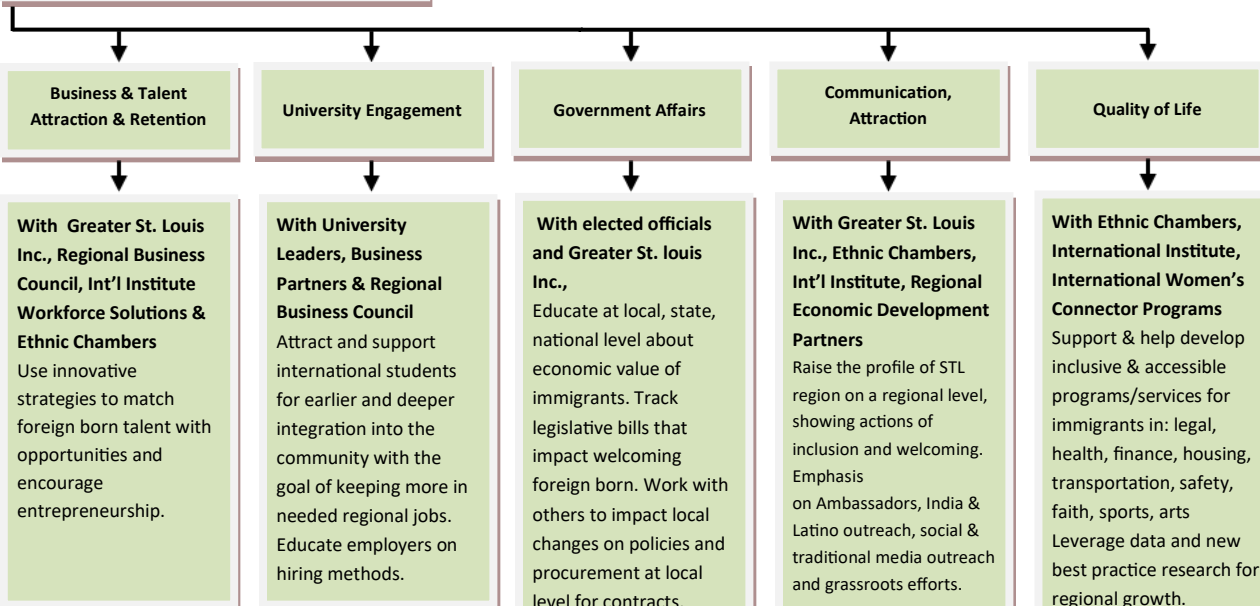 Business & Talent
Attraction & Retention
University Engagement
Government Affairs
Communication,
Attraction
Quality of Life
With Greater St. Louis
Inc., Regional Business
Council, Int’l Institute
Workforce Solutions &
Ethnic Chambers
Use innovative
strategies to match
foreign born talent with
opportunities and
encourage
entrepreneurship.
With University
Leaders, Business
Partners & Regional
Business Council
Attract and support
international students
for earlier and deeper
integration into the
community with the
goal of keeping more in
needed regional jobs.
Educate employers on
hiring methods.
With elected officials
and Greater St. louis
Inc.,
Educate at local, state,
national level about
economic value of
immigrants. Track
legislative bills that
impact welcoming
foreign born. Work with
others to impact local
changes on policies and
procurement at local
level for contracts.
With Greater St. Louis
Inc., Ethnic Chambers,
Int’l Institute, Regional
Economic Development
Partners
Raise the profile of STL
region on a regional level,
showing actions of
inclusion and welcoming.
Emphasis
on Ambassadors, India &
Latino outreach, social &
traditional media outreach
and grassroots efforts.
With Ethnic Chambers,
International Institute,
International Women’s
Connector Programs
Support & help develop
inclusive & accessible
programs/services for
immigrants in: legal,
health, finance, housing,
transportation, safety,
faith, sports, arts
Leverage data and new
best practice research for
regional growth.